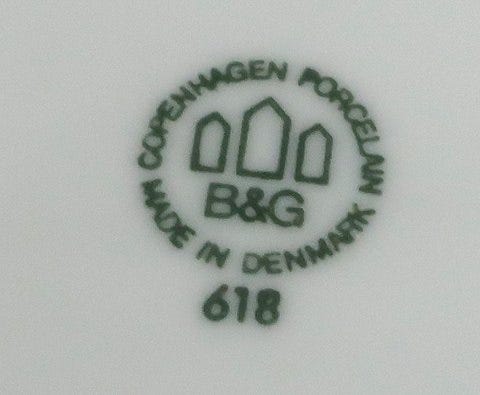 COPENHAGEN PORCELAIN
B&G
MADE IN DENMARK
618